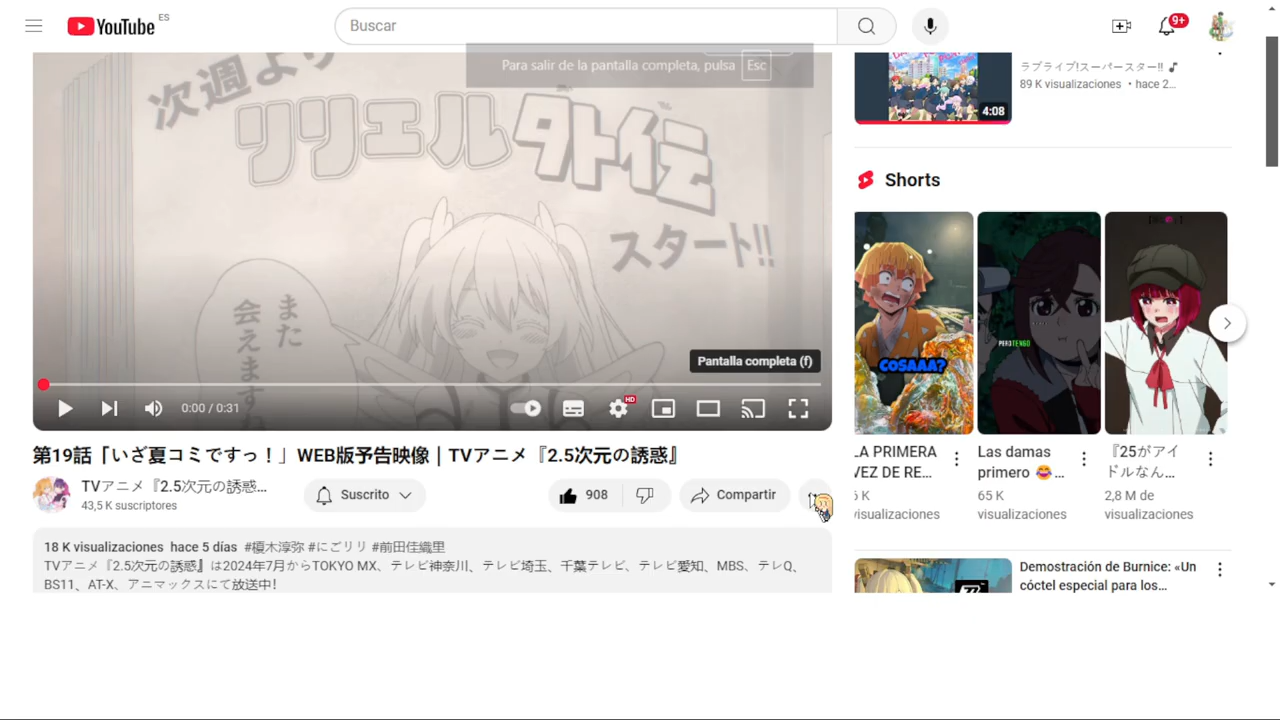 YouTube ES
Buscar
9+
Para salir de la pantalla completa, pulsa Esc
次週より
リリエル外伝
スタート!!
また
会えます
Pantalla completa (f)
0:00 / 0:31
HD
第19話「いざ夏コミですっ！」WEB版予告映像｜TVアニメ『2.5次元の誘惑』
TVアニメ『2.5次元の誘惑...
43,5 K suscriptores
Suscrito
908
Compartir
18 K visualizaciones hace 5 días #榎木淳弥 #にごリリ #前田佳織里
TVアニメ『2.5次元の誘惑』は2024年7月からTOKYO MX、テレビ神奈川、テレビ埼玉、千葉テレビ、テレビ愛知、MBS、テレQ、
BS11、AT-X、アニマックスにて放送中!
ラブライブ!スーパースター!! 🎵
89 K visualizaciones • hace 2...
4:08
Shorts
COSAAA?
PERO TENGO
LA PRIMERA
VEZ DE RE...
K
visualizaciones
Las damas
primero 😂...
65 K
visualizaciones
『25がアイ
ドルなん...
2,8 M de
visualizaciones
Demostración de Burnice: «Un
cóctel especial para los...